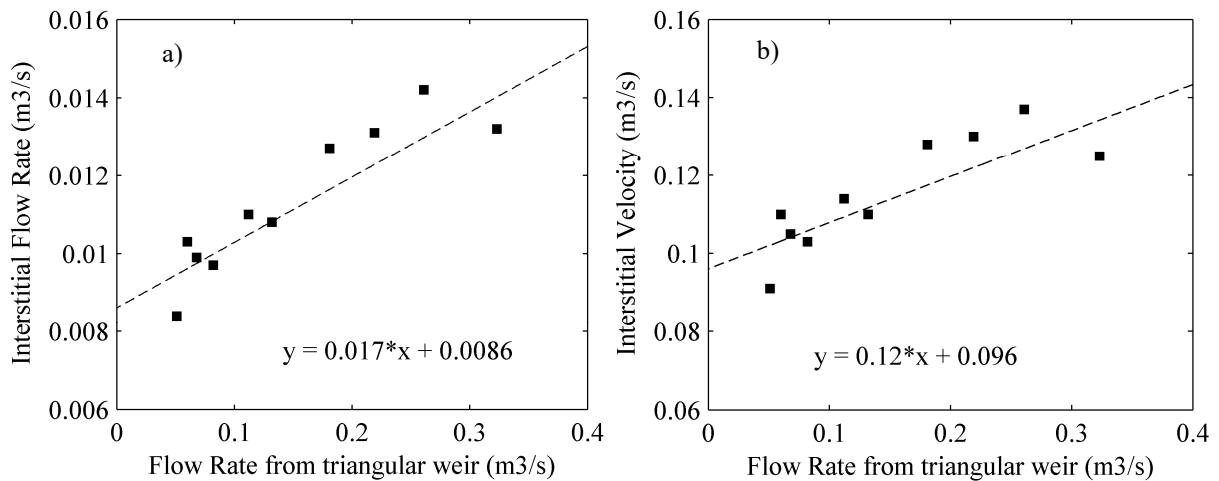 a)
Interstitial Flow Rate (m3/s)
0.016
0.014
0.012
0.01
0.008
0.006
y = 0.017*x + 0.0086
0 0.1 0.2 0.3 0.4
Flow Rate from triangular weir (m3/s)
b)
Interstitial Velocity (m3/s)
0.16
0.14
0.12
0.1
0.08
0.06
y = 0.12*x + 0.096
0 0.1 0.2 0.3 0.4
Flow Rate from triangular weir (m3/s)